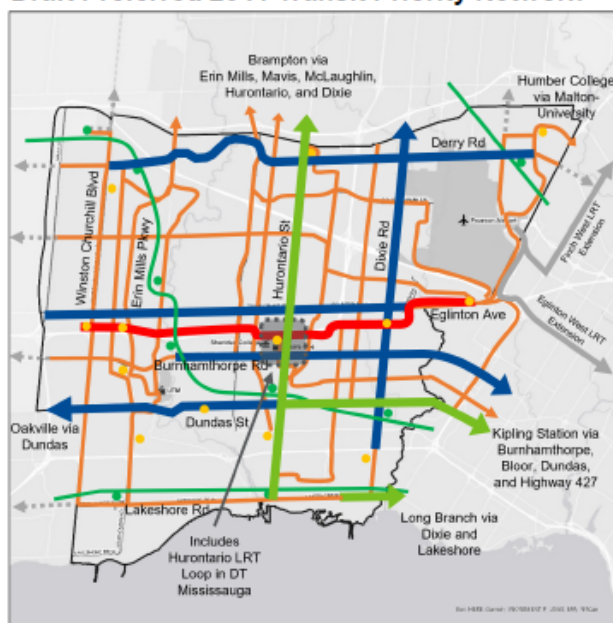 Brampton via
Erin Mills, Mavis, McLaughlin,
Hurontario, and Dixie
Humber College
via Malton-
University
Derry Rd
Winston Churchill Blvd
Erin Mills Pkwy
Hurontario St
Dixie Rd
Finch West LRT
Extension
Eglinton Ave
Eglinton West LRT
Extension
Burnhamthorpe Rd
Oakville via
Dundas
Dundas St
Kipling Station via
Burnhamthorpe,
Bloor, Dundas,
and Highway 427
Lakeshore Rd
Long Branch via
Dixie and
Lakeshore
Includes
Hurontario LRT
Loop in DT
Mississauga